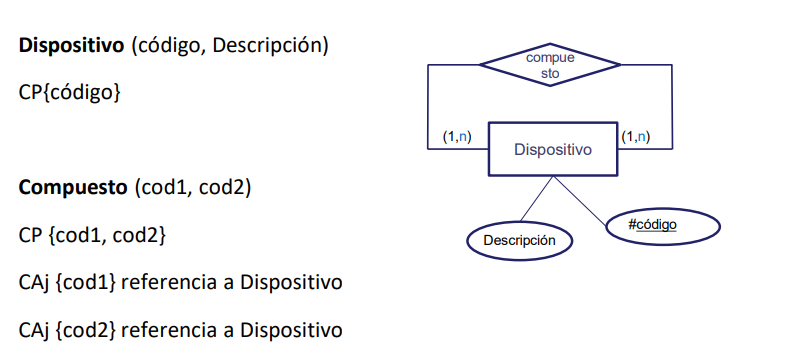 Dispositivo (código, Descripción)
CP{código}
Compuesto (cod1, cod2)
CP {cod1, cod2}
CAj {cod1} referencia a Dispositivo
CAj {cod2} referencia a Dispositivo
compue
sto
(1,n)
(1,n)
Dispositivo
Descripción
#código